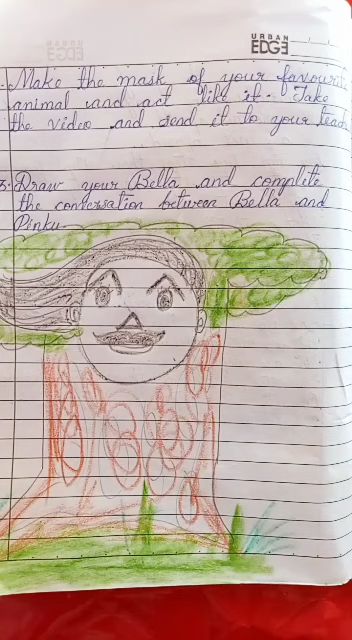 URBAN
EDGE
Make the mask of your favourit
animal and act like it. Take
the video and send it to your teach
3. Draw your Bella and complete
the conversation between Bella and
Pinku.